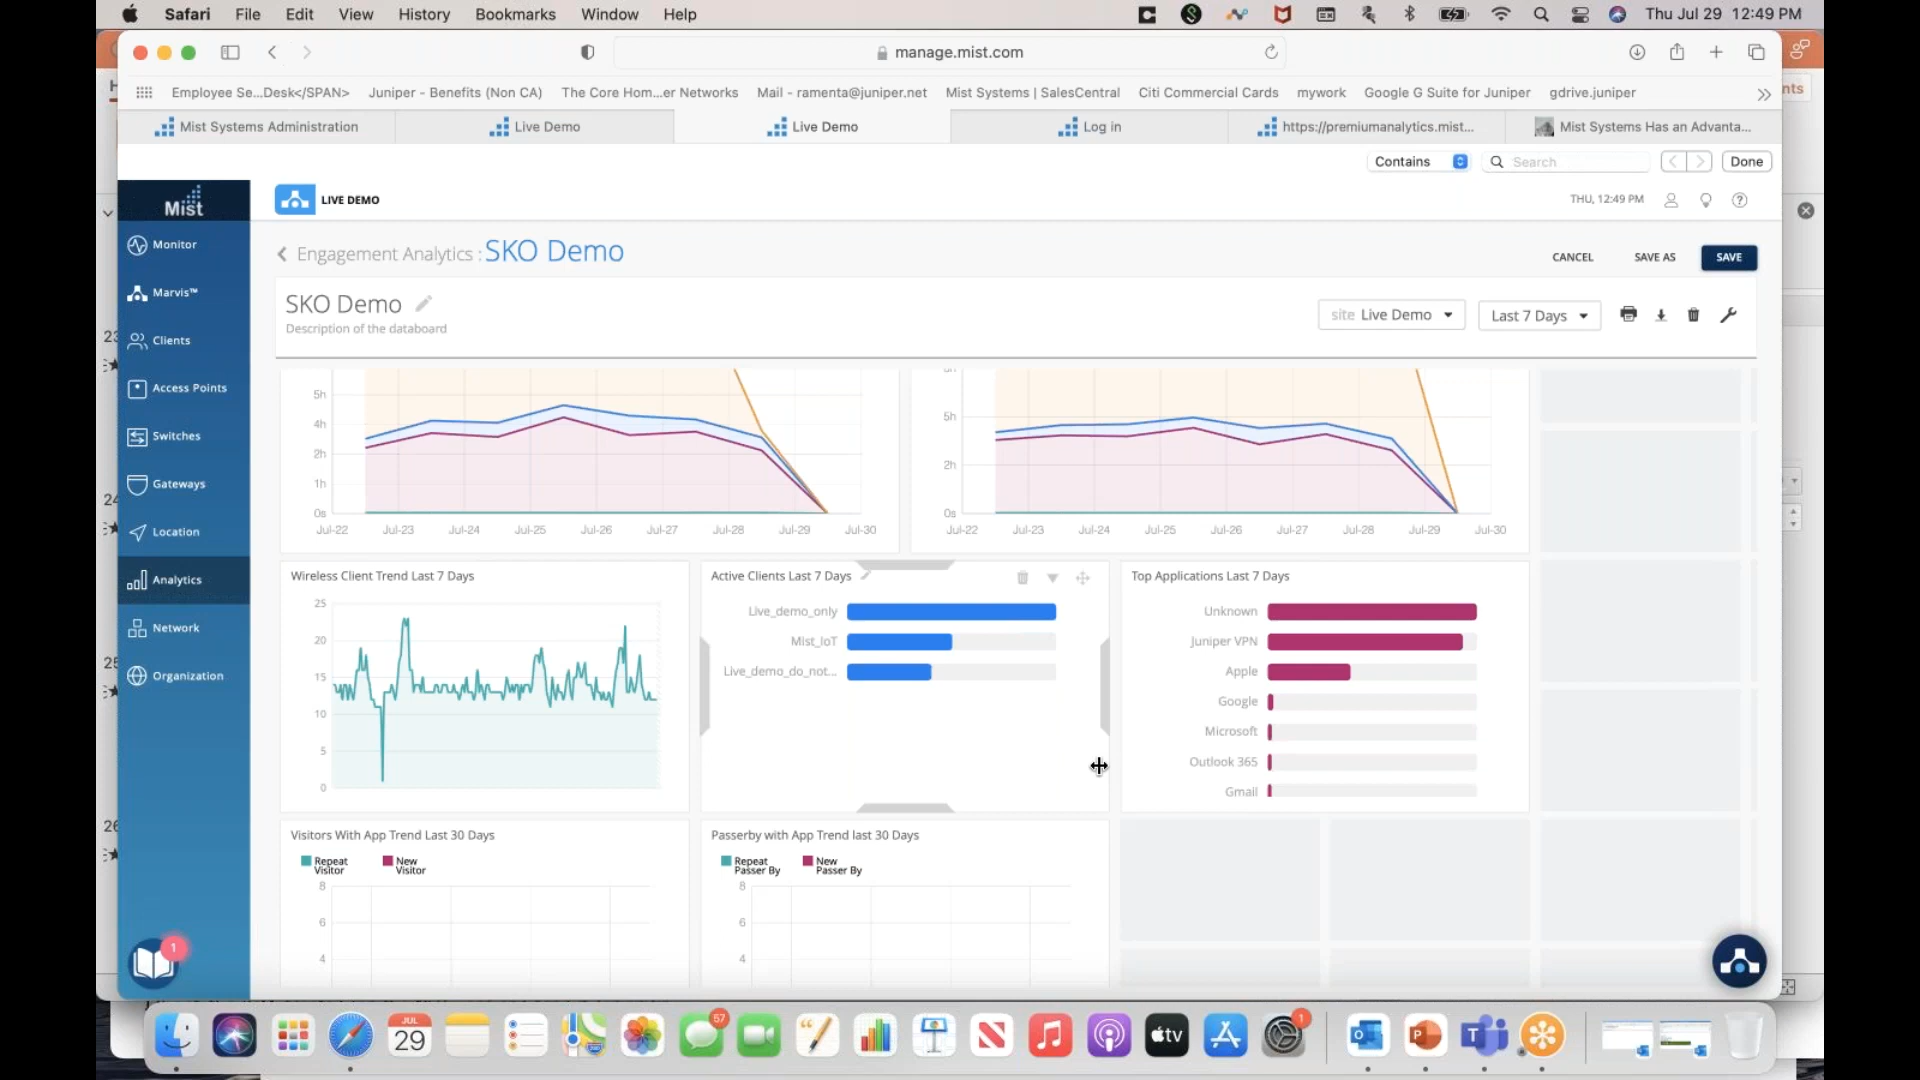 Safari File Edit View History Bookmarks Window Help Thu Jul 29 12:49 PM
manage.mist.com
Employee Se...Desk</SPAN> Juniper - Benefits (Non CA) The Core Hom...er Networks Mail - ramenta@juniper.net Mist Systems | SalesCentral Citi Commercial Cards mywork Google G Suite for Juniper gdrive.juniper
nts
Mist Systems Administration Live Demo Live Demo Log in https://premiumanalytics.mist... Mist Systems Has an Advanta...
Contains Search Done
Mist LIVE DEMO THU, 12:49 PM
Monitor
Marvis™
Clients
Access Points
Switches
Gateways
Location
Analytics
Network
Organization
1
Engagement Analytics : SKO Demo CANCEL SAVE AS SAVE
SKO Demo site Live Demo Last 7 Days
Description of the databoard
5h
4h
2h
1h
0s
Jul-22 Jul-23 Jul-24 Jul-25 Jul-26 Jul-27 Jul-28 Jul-29 Jul-30
5h
2h
0s
Jul-22 Jul-23 Jul-24 Jul-25 Jul-26 Jul-27 Jul-28 Jul-29 Jul-30
Wireless Client Trend Last 7 Days
25
20
15
10
5
0
Active Clients Last 7 Days
Live_demo_only
Mist_IoT
Live_demo_do_not...
Top Applications Last 7 Days
Unknown
Juniper VPN
Apple
Google
Microsoft
Outlook 365
Gmail
Visitors With App Trend Last 30 Days
Repeat Visitor New Visitor
8
6
4
Passerby with App Trend last 30 Days
Repeat Passer By New Passer By
8
6
4
JUL
29
57
tv
1